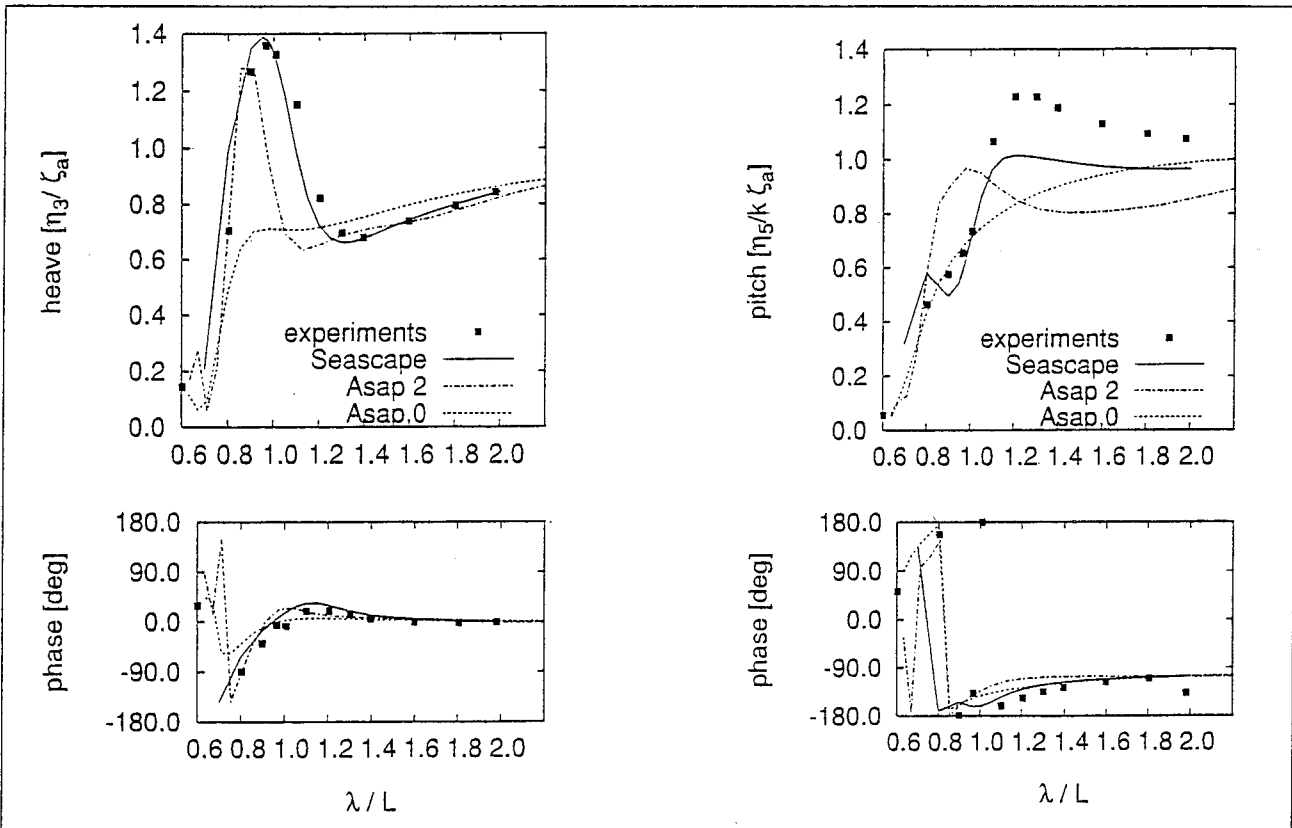 1.4
1.2
1.0
0.8
0.6
0.4
0.2
0.0
heave [η3/ ζa]
experiments
Seascape
Asap 2
Asap,0
0.6 0.8 1.0 1.2 1.4 1.6 1.8 2.0
1.4
1.2
1.0
0.8
0.6
0.4
0.2
0.0
pitch [η5/k ζa]
experiments
Seascape
Asap 2
Asap,0
0.6 0.8 1.0 1.2 1.4 1.6 1.8 2.0
180.0
90.0
0.0
-90.0
-180.0
phase [deg]
0.6 0.8 1.0 1.2 1.4 1.6 1.8 2.0
λ / L
180.0
90.0
0.0
-90.0
-180.0
phase [deg]
0.6 0.8 1.0 1.2 1.4 1.6 1.8 2.0
λ / L